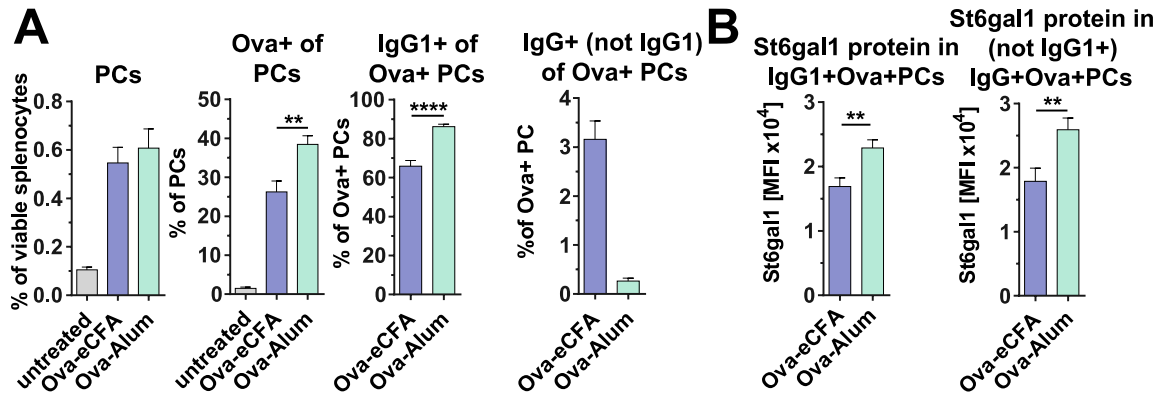 A
PCs
% of viable splenocytes
0.8
0.6
0.4
0.2
0.0
untreated
Ova-eCFA
Ova-Alum
Ova+ of
PCs
% of PCs
50
40
30
20
10
0
**
untreated
Ova-eCFA
Ova-Alum
IgG1+ of
Ova+ PCs
% of Ova+ PCs
100
80
60
40
20
0
****
Ova-eCFA
Ova-Alum
IgG+ (not IgG1)
of Ova+ PCs
%of Ova+ PC
4
3
2
1
0
Ova-eCFA
Ova-Alum
B
St6gal1 protein in
IgG1+Ova+PCs
St6gal1 [MFI x10⁴]
3
2
1
0
**
Ova-eCFA
Ova-Alum
St6gal1 protein in
(not IgG1+)
IgG+Ova+PCs
St6gal1 [MFI x10⁴]
3
2
1
0
**
Ova-eCFA
Ova-Alum